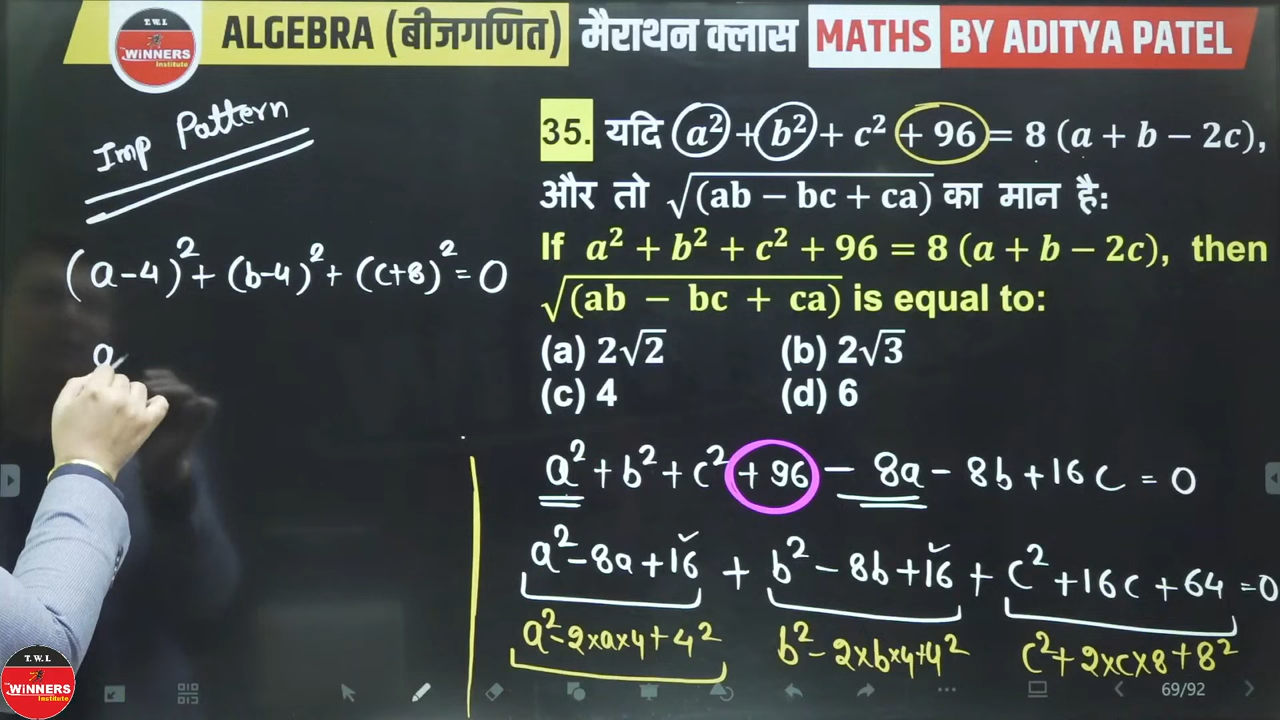 T.W.I. WINNERS Institute
ALGEBRA (बीजगणित) मैराथन क्लास MATHS BY ADITYA PATEL
Imp Pattern
(a-4)² + (b-4)² + (c+8)² = 0
a
35. यदि a² + b² + c² + 96 = 8 (a + b − 2c),
और तो √(ab − bc + ca) का मान है:
If a² + b² + c² + 96 = 8 (a + b − 2c), then
√(ab − bc + ca) is equal to:
(a) 2√2 (b) 2√3
(c) 4 (d) 6
a² + b² + c² + 96 − 8a − 8b + 16c = 0
a² − 8a + 16 + b² − 8b + 16 + c² + 16c + 64 = 0
a² − 2×a×4 + 4² b² − 2×b×4 + 4² c² + 2×c×8 + 8²
T.W.I. WINNERS Institute
69/92